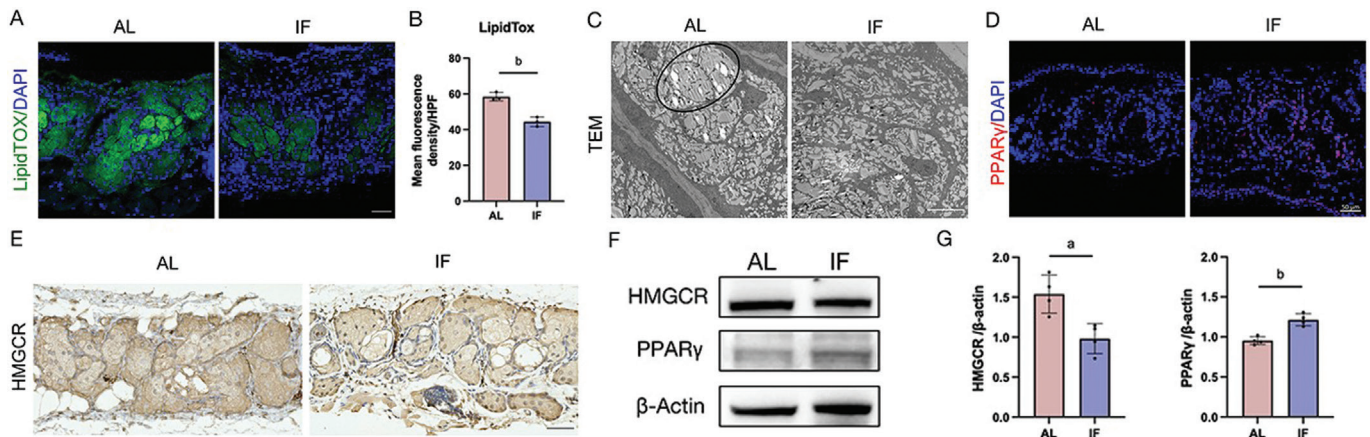 A
AL
IF
LipidTOX/DAPI
B
LipidTox
Mean fluorescence
density/HPF
80
60
40
20
0
b
AL
IF
C
AL
IF
TEM
D
AL
IF
PPARγ/DAPI
50 μm
E
AL
IF
HMGCR
F
AL
IF
HMGCR
PPARγ
β-Actin
G
HMGCR/β-actin
2.0
1.5
1.0
0.5
0.0
a
AL
IF
PPARγ/β-actin
2.0
1.5
1.0
0.5
0.0
b
AL
IF